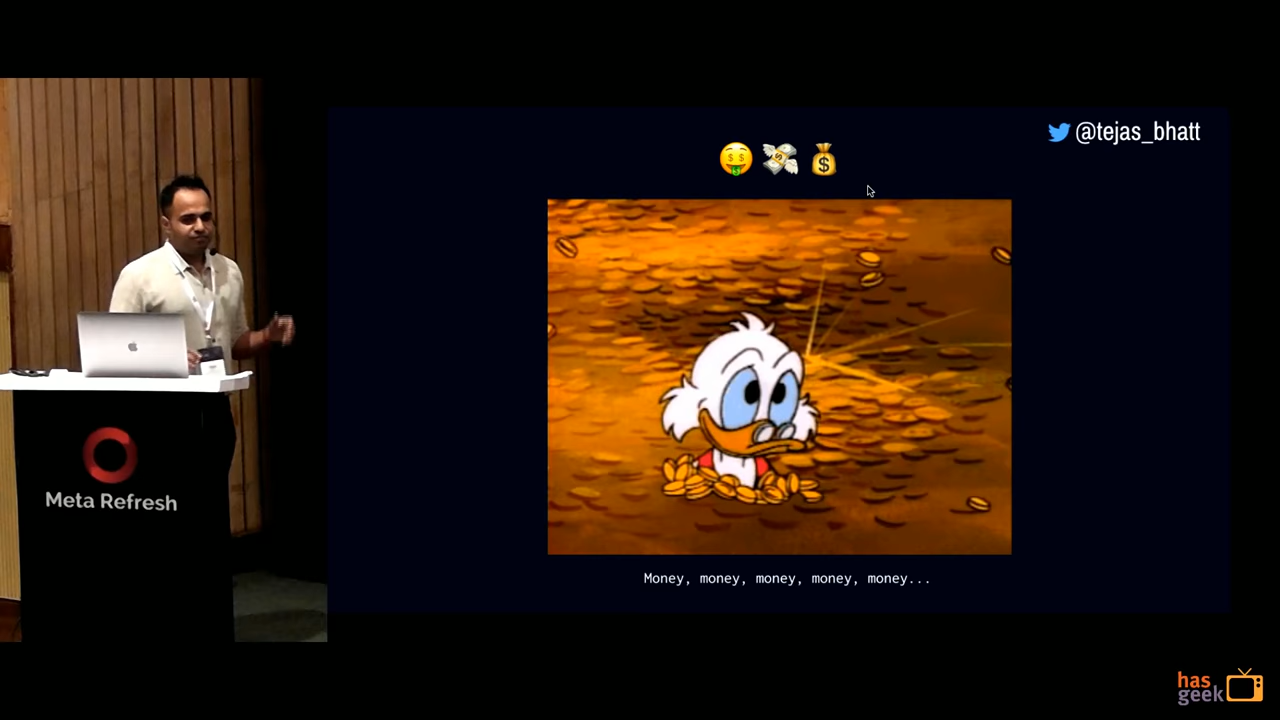 @tejas_bhatt
Money, money, money, money, money...
Meta Refresh
has
geek